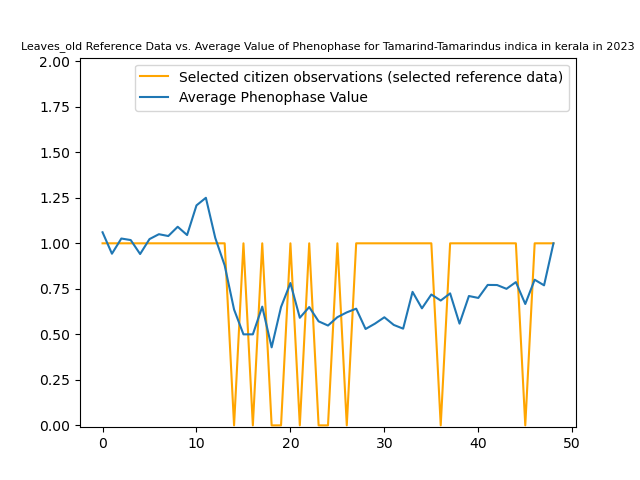 Leaves_old Reference Data vs. Average Value of Phenophase for Tamarind-Tamarindus indica in kerala in 2023
Selected citizen observations (selected reference data)
Average Phenophase Value
2.00
1.75
1.50
1.25
1.00
0.75
0.50
0.25
0.00
0 10 20 30 40 50